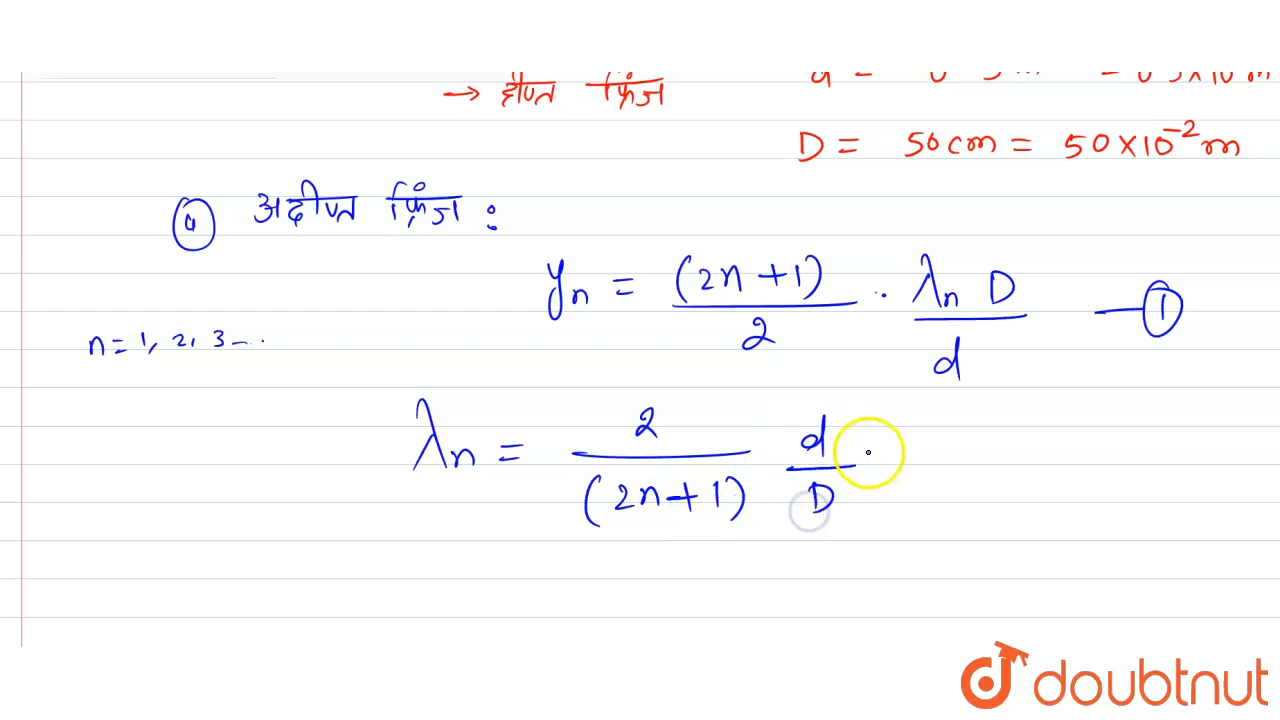 → दीप्त फ्रिंज
D = 50 cm = 50×10⁻² m
(a) अदीप्त फ्रिंज :
yₙ = (2n+1)/2 · λₙ D/d —①
n = 1, 2, 3 -...
λₙ = 2/(2n+1) d/D
doubtnut